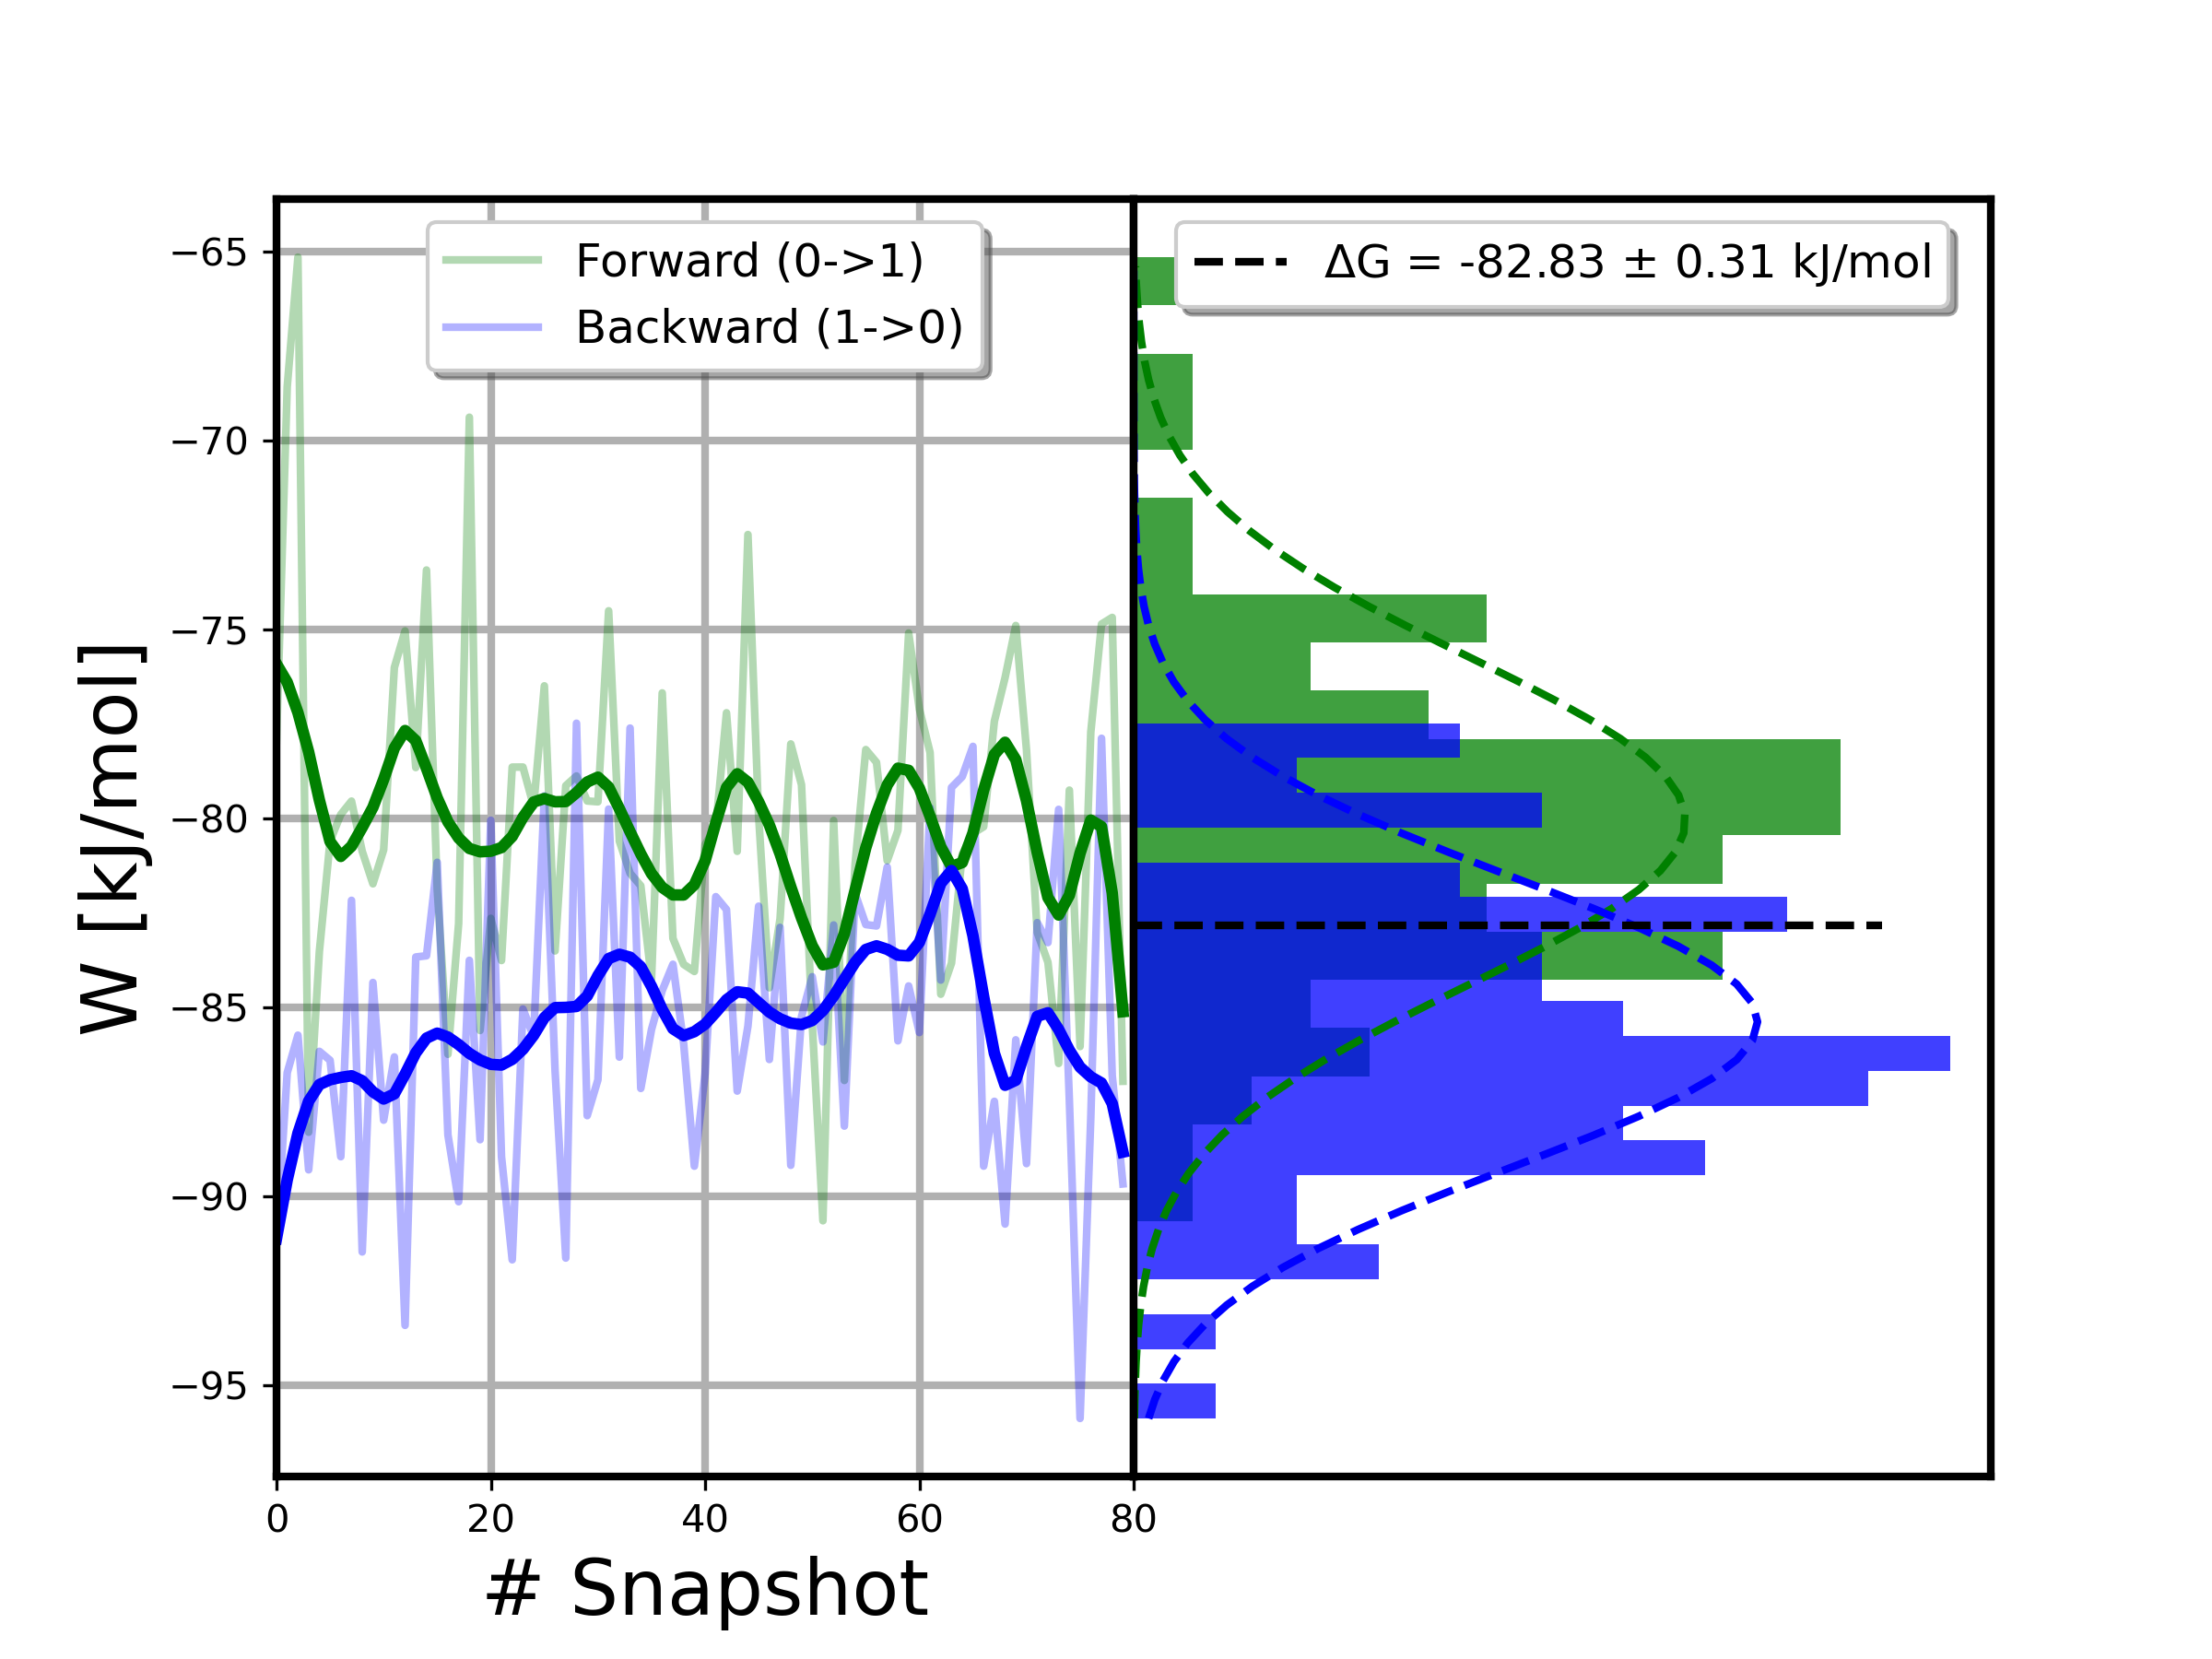 Forward (0->1)
Backward (1->0)
ΔG = -82.83 ± 0.31 kJ/mol
−65
−70
−75
−80
−85
−90
−95
W [kJ/mol]
0 20 40 60 80
# Snapshot